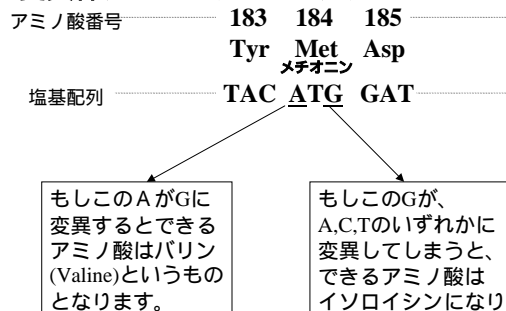 アミノ酸番号 183 184 185
Tyr Met Asp
メチオニン
塩基配列 TAC ATG GAT
もしこのＡがGに
変異するとできる
アミノ酸はバリン
(Valine)というもの
となります。
もしこのGが、
A,C,Tのいずれかに
変異してしまうと、
できるアミノ酸は
イソロイシンになり